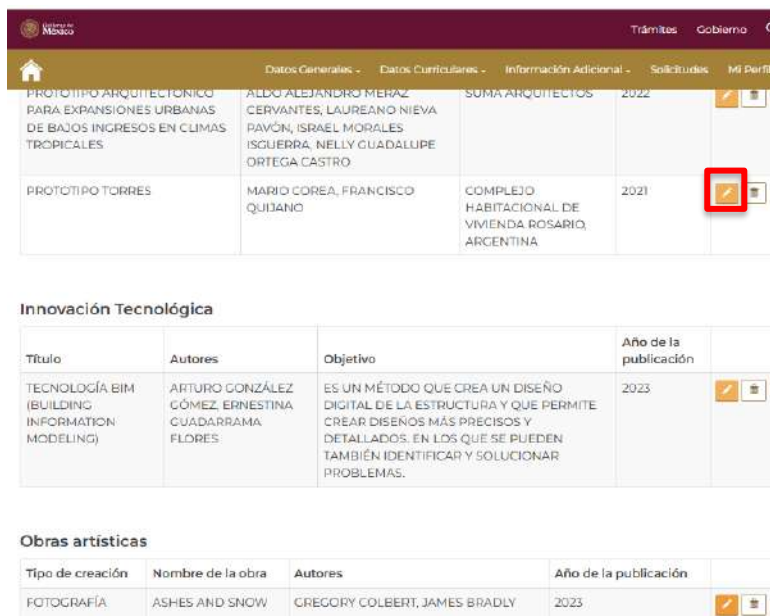 Gobierno de
México
Trámites Gobierno
Datos Generales Datos Curriculares Información Adicional Solicitudes Mi Perfil
PROTOTIPO ARQUITECTÓNICO ALDO ALEJANDRO MERAZ SUMA ARQUITECTOS 2022
PARA EXPANSIONES URBANAS CERVANTES, LAUREANO NIEVA
DE BAJOS INGRESOS EN CLIMAS PAVÓN, ISRAEL MORALES
TROPICALES ISGUERRA, NELLY GUADALUPE
ORTEGA CASTRO
PROTOTIPO TORRES MARIO COREA, FRANCISCO COMPLEJO 2021
QUIJANO HABITACIONAL DE
VIVIENDA ROSARIO,
ARGENTINA
Innovación Tecnológica
Título Autores Objetivo Año de la
publicación
TECNOLOGÍA BIM ARTURO GONZÁLEZ ES UN MÉTODO QUE CREA UN DISEÑO 2023
(BUILDING GÓMEZ, ERNESTINA DIGITAL DE LA ESTRUCTURA Y QUE PERMITE
INFORMATION GUADARRAMA CREAR DISEÑOS MÁS PRECISOS Y
MODELING) FLORES DETALLADOS. EN LOS QUE SE PUEDEN
TAMBIÉN IDENTIFICAR Y SOLUCIONAR
PROBLEMAS.
Obras artísticas
Tipo de creación Nombre de la obra Autores Año de la publicación
FOTOGRAFÍA ASHES AND SNOW GREGORY COLBERT, JAMES BRADLY 2023